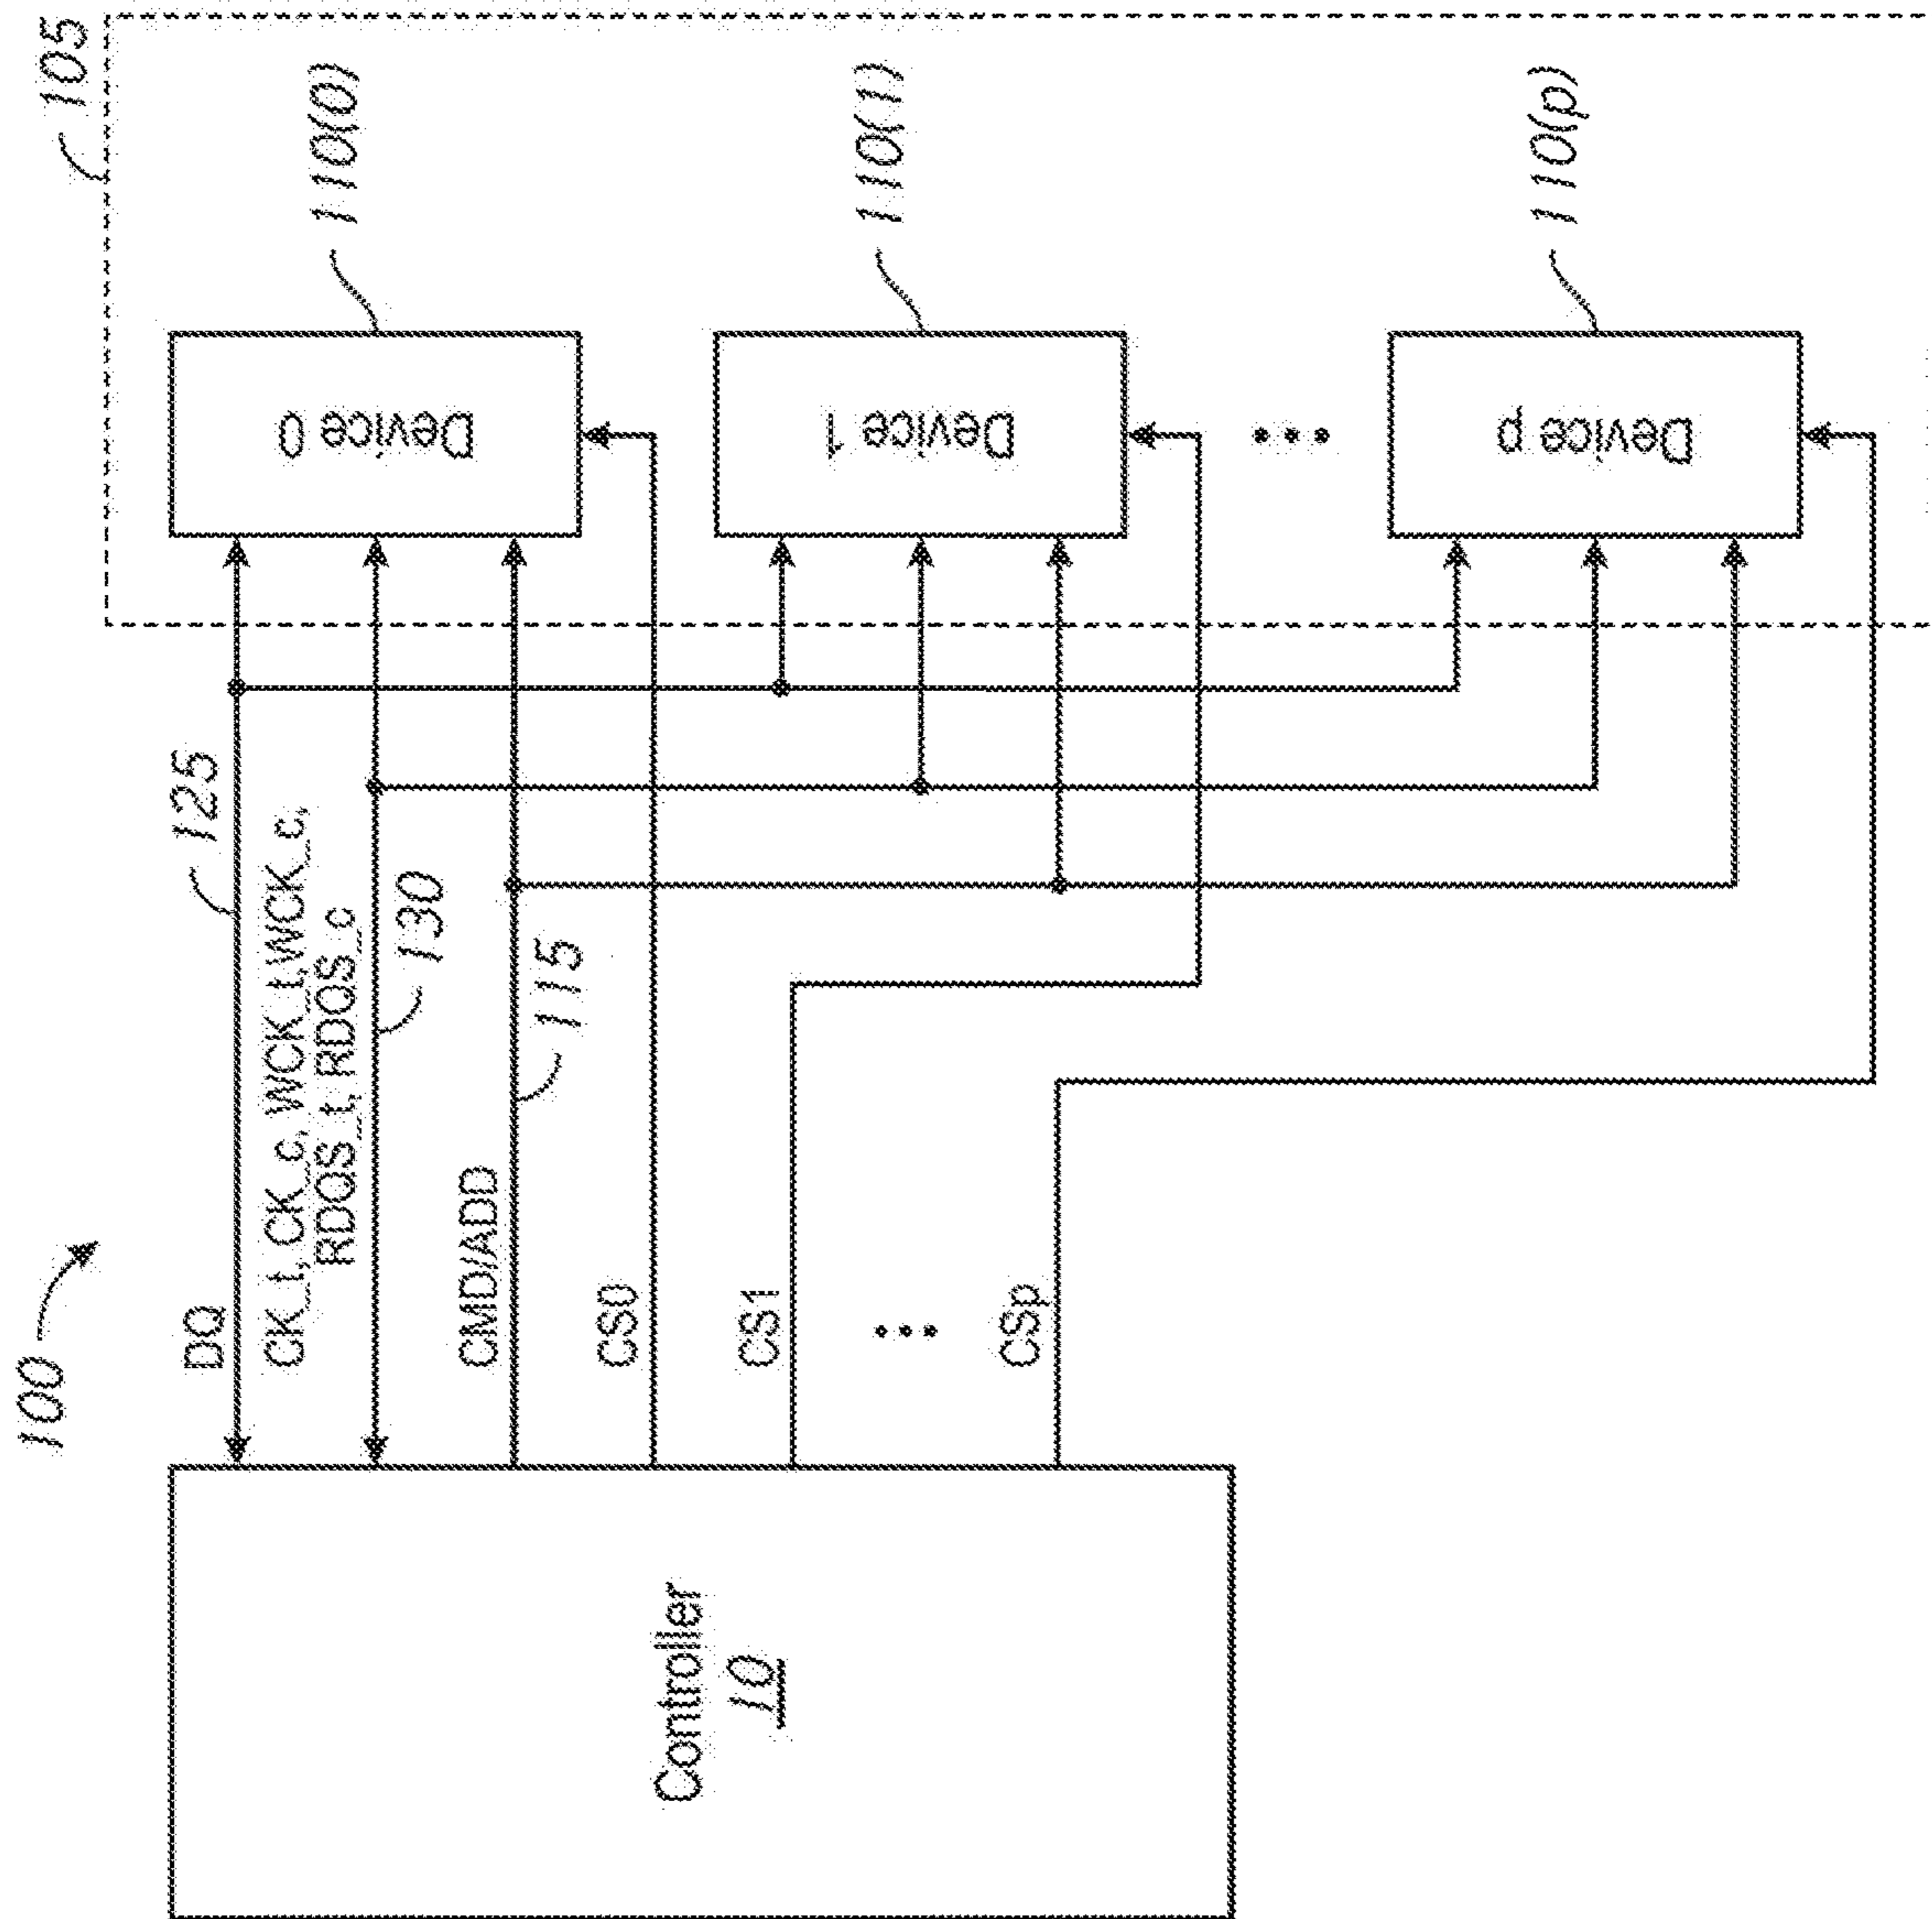 100
105
DQ
125
CK_t, CK_c, WCK_t, WCK_c,
RDQS_t, RDQS_c
130
CMD/ADD
115
CS0
CS1
CSp
Controller
10
Device 0
110(0)
Device 1
110(1)
Device p
110(p)